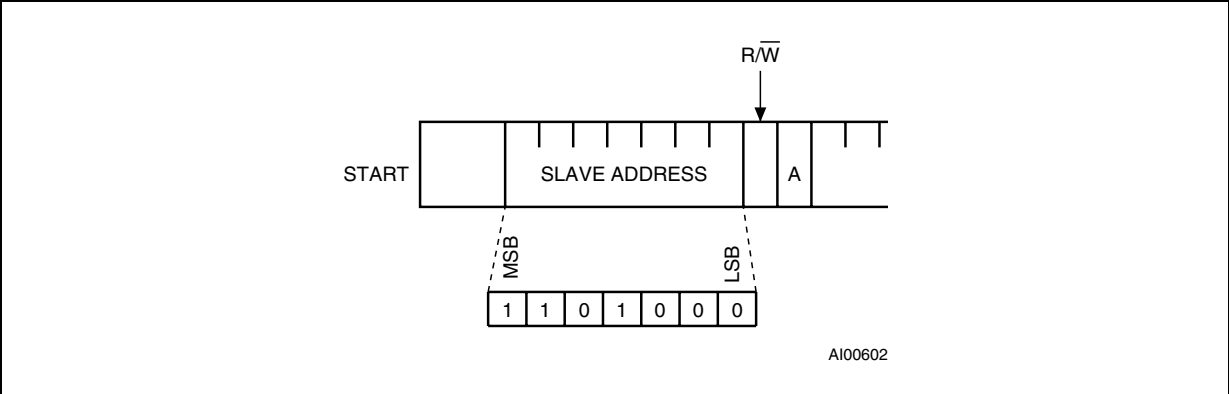 R/W̅
START
SLAVE ADDRESS
A
MSB
LSB
1 1 0 1 0 0 0
AI00602